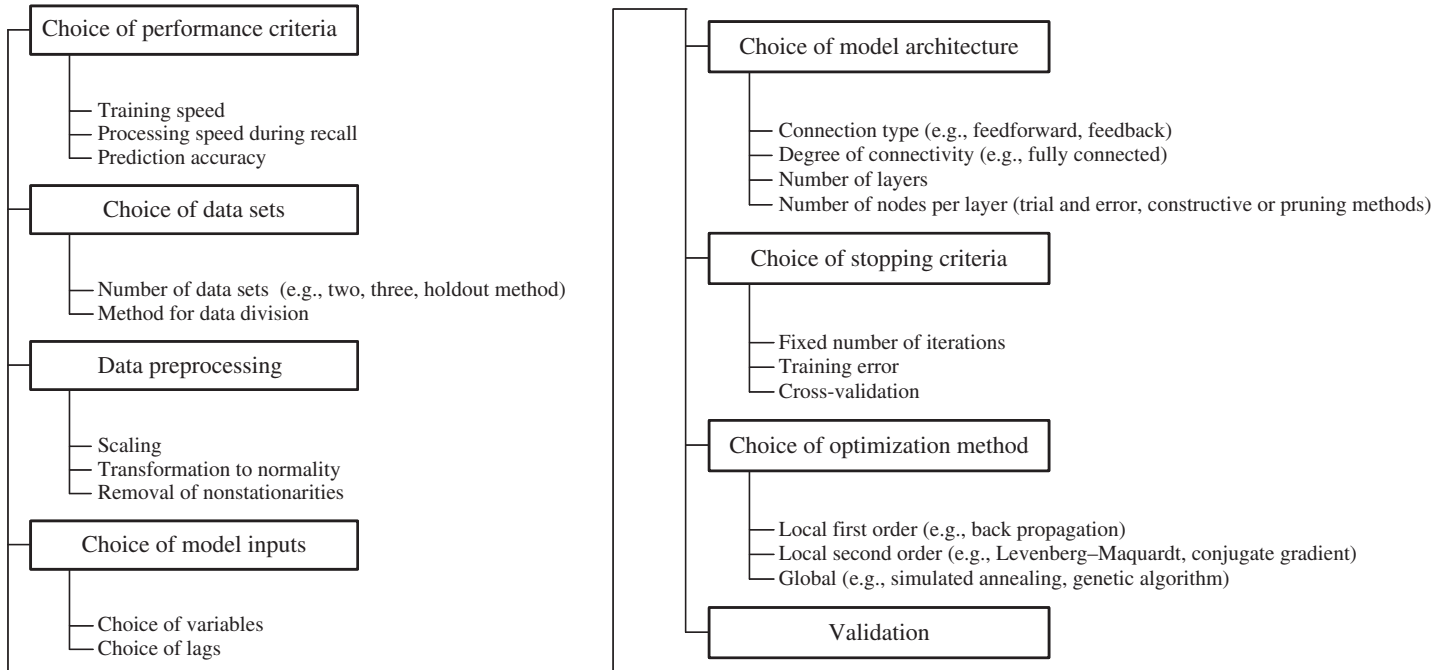 Choice of performance criteria
Training speed
Processing speed during recall
Prediction accuracy
Choice of data sets
Number of data sets (e.g., two, three, holdout method)
Method for data division
Data preprocessing
Scaling
Transformation to normality
Removal of nonstationarities
Choice of model inputs
Choice of variables
Choice of lags
Choice of model architecture
Connection type (e.g., feedforward, feedback)
Degree of connectivity (e.g., fully connected)
Number of layers
Number of nodes per layer (trial and error, constructive or pruning methods)
Choice of stopping criteria
Fixed number of iterations
Training error
Cross-validation
Choice of optimization method
Local first order (e.g., back propagation)
Local second order (e.g., Levenberg–Maquardt, conjugate gradient)
Global (e.g., simulated annealing, genetic algorithm)
Validation